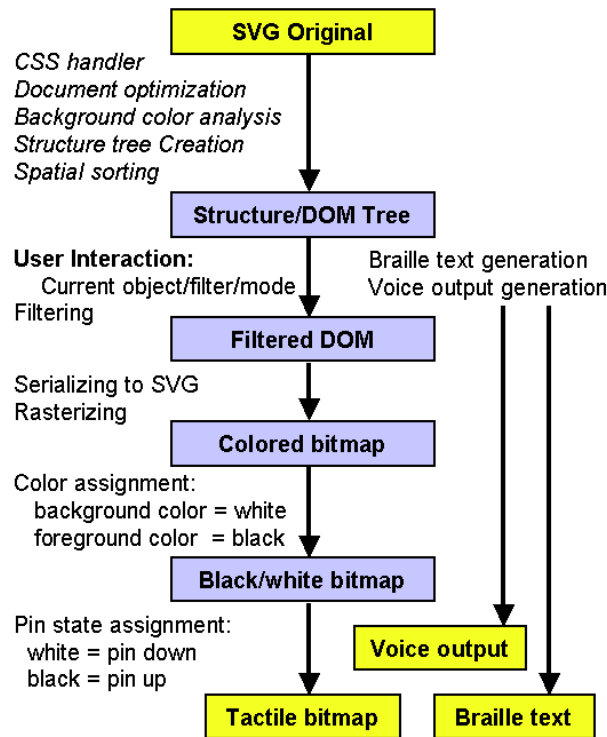 SVG Original
CSS handler
Document optimization
Background color analysis
Structure tree Creation
Spatial sorting
Structure/DOM Tree
User Interaction:
Current object/filter/mode
Filtering
Braille text generation
Voice output generation
Filtered DOM
Serializing to SVG
Rasterizing
Colored bitmap
Color assignment:
background color = white
foreground color = black
Black/white bitmap
Pin state assignment:
white = pin down
black = pin up
Voice output
Tactile bitmap
Braille text